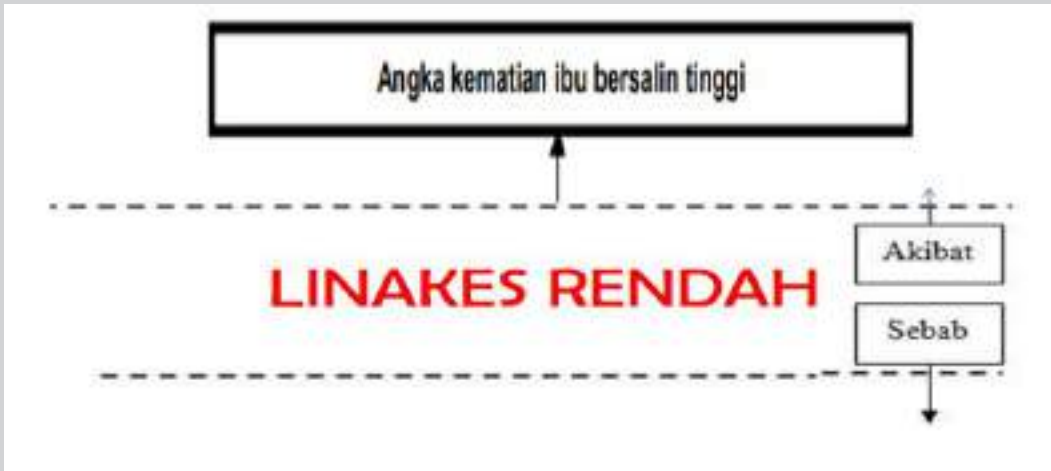 Angka kematian ibu bersalin tinggi
LINAKES RENDAH
Akibat
Sebab